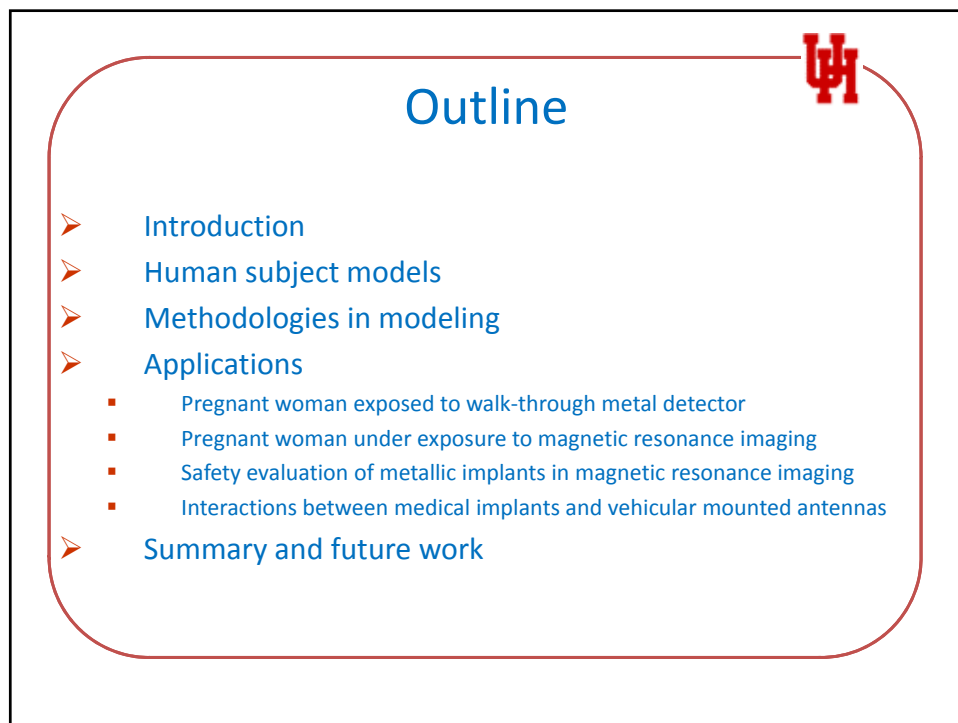 UH
Outline
➢ Introduction
➢ Human subject models
➢ Methodologies in modeling
➢ Applications
▪ Pregnant woman exposed to walk-through metal detector
▪ Pregnant woman under exposure to magnetic resonance imaging
▪ Safety evaluation of metallic implants in magnetic resonance imaging
▪ Interactions between medical implants and vehicular mounted antennas
➢ Summary and future work